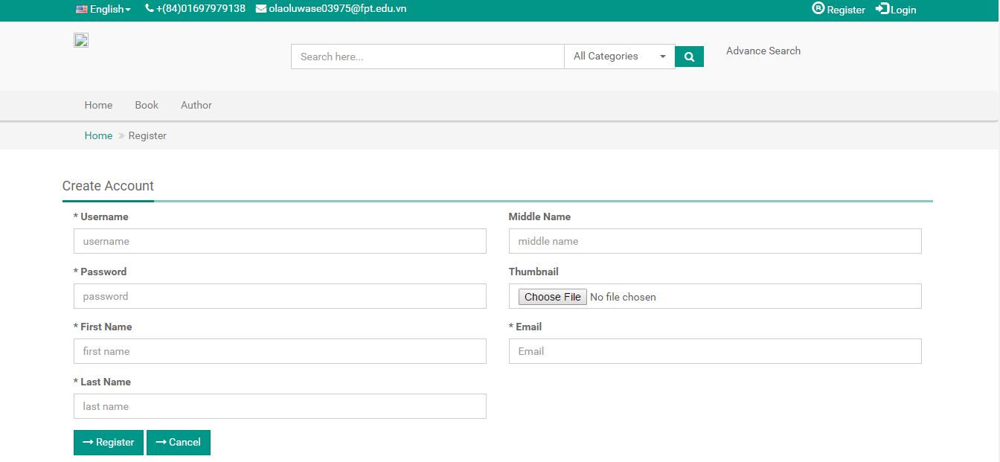 English +(84)01697979138 olaoluwase03975@fpt.edu.vn ® Register Login
Search here... All Categories Advance Search
Home Book Author
Home » Register
Create Account
* Username Middle Name
username middle name
* Password Thumbnail
password Choose File No file chosen
* First Name * Email
first name Email
* Last Name
last name
→ Register → Cancel